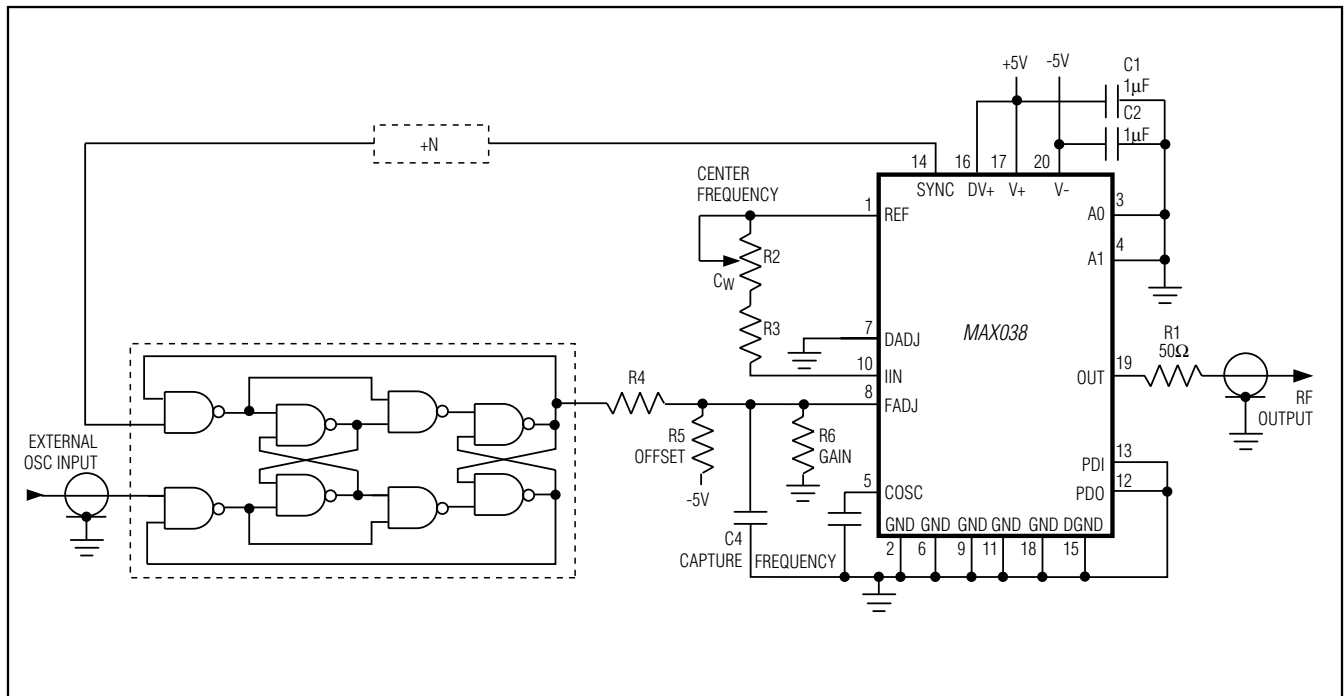 +5V
-5V
C1
1µF
C2
1µF
+N
14
16
17
20
SYNC
DV+
V+
V-
CENTER
FREQUENCY
1
REF
3
A0
4
A1
R2
CW
R3
7
DADJ
MAX038
R1
50Ω
10
IIN
19
OUT
RF
OUTPUT
R4
8
FADJ
EXTERNAL
OSC INPUT
R5
OFFSET
-5V
R6
GAIN
13
PDI
12
PDO
5
COSC
GND
GND
GND
GND
GND
DGND
2
6
9
11
18
15
C4
CAPTURE FREQUENCY